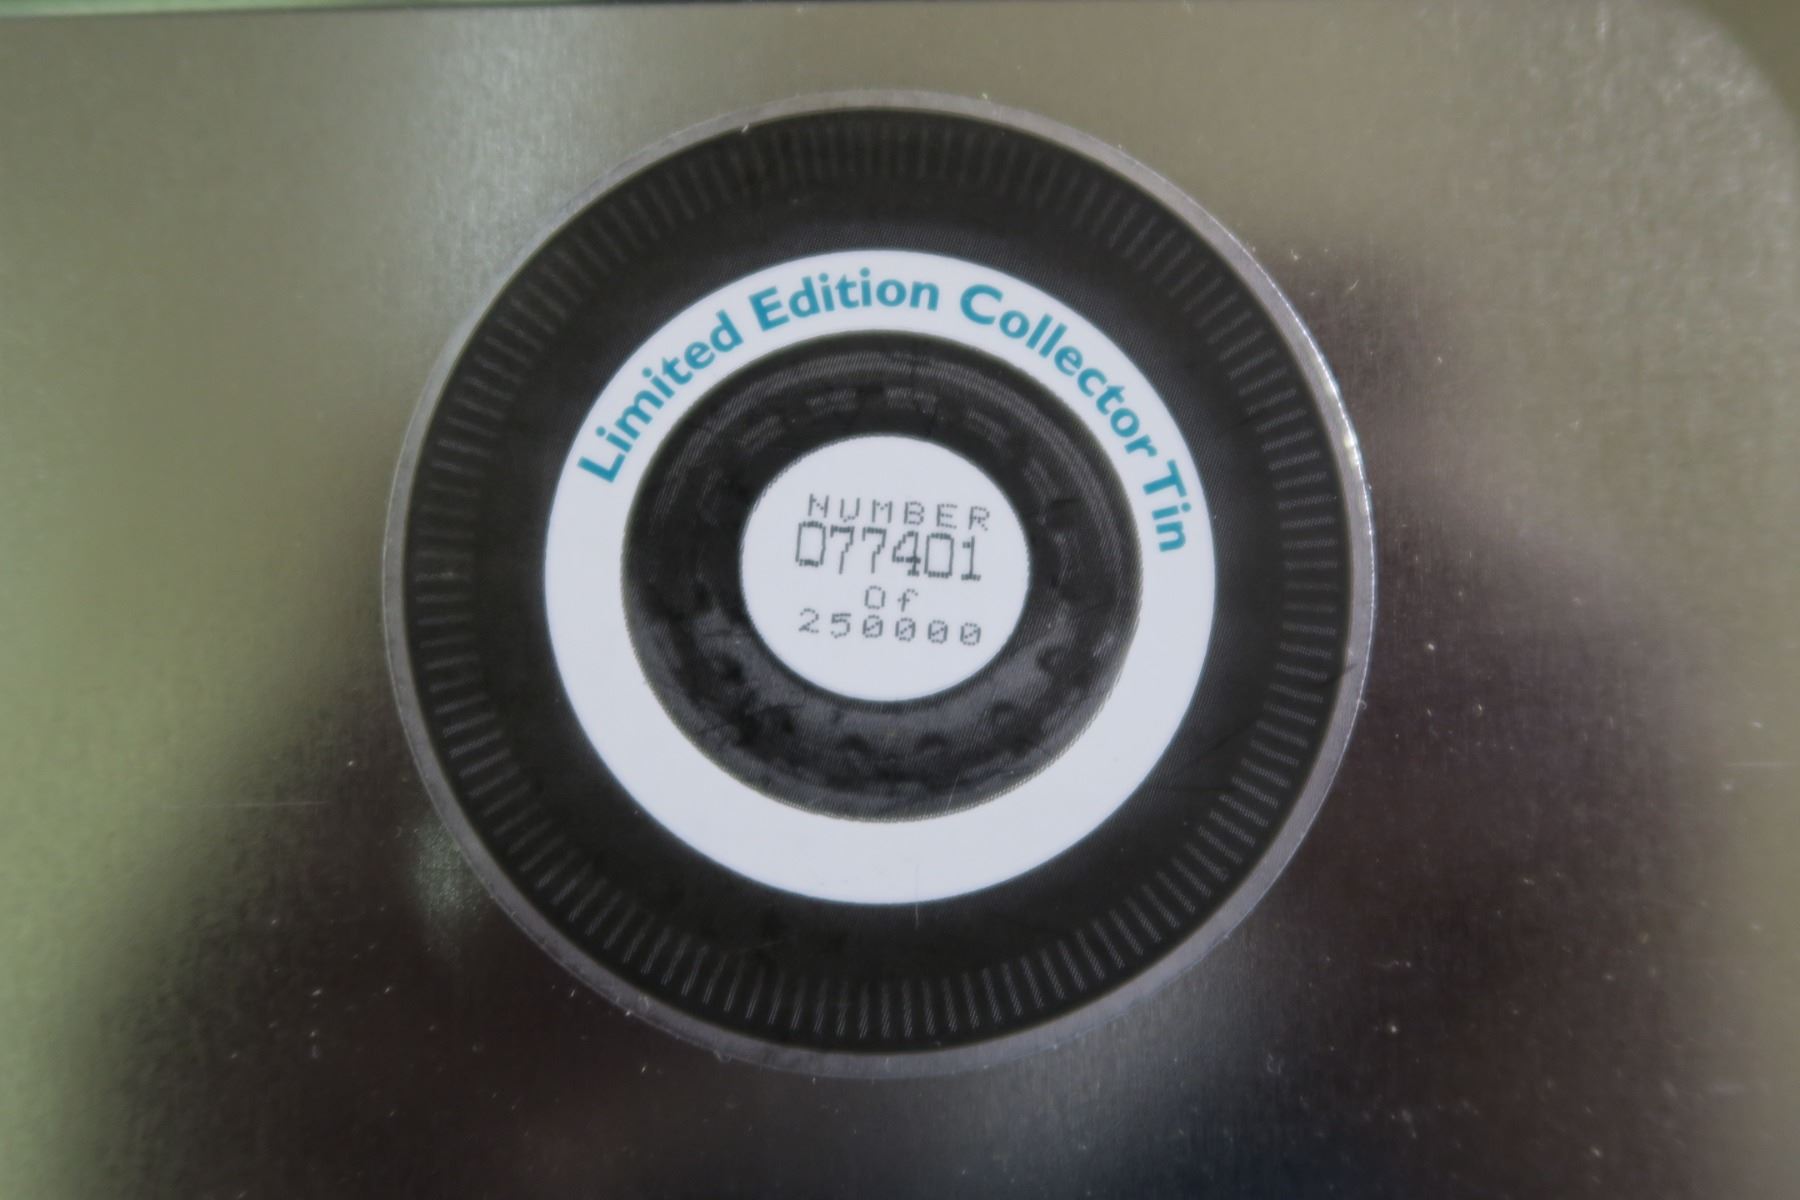 Limited Edition Collector Tin
NUMBER
077401
Of
250000